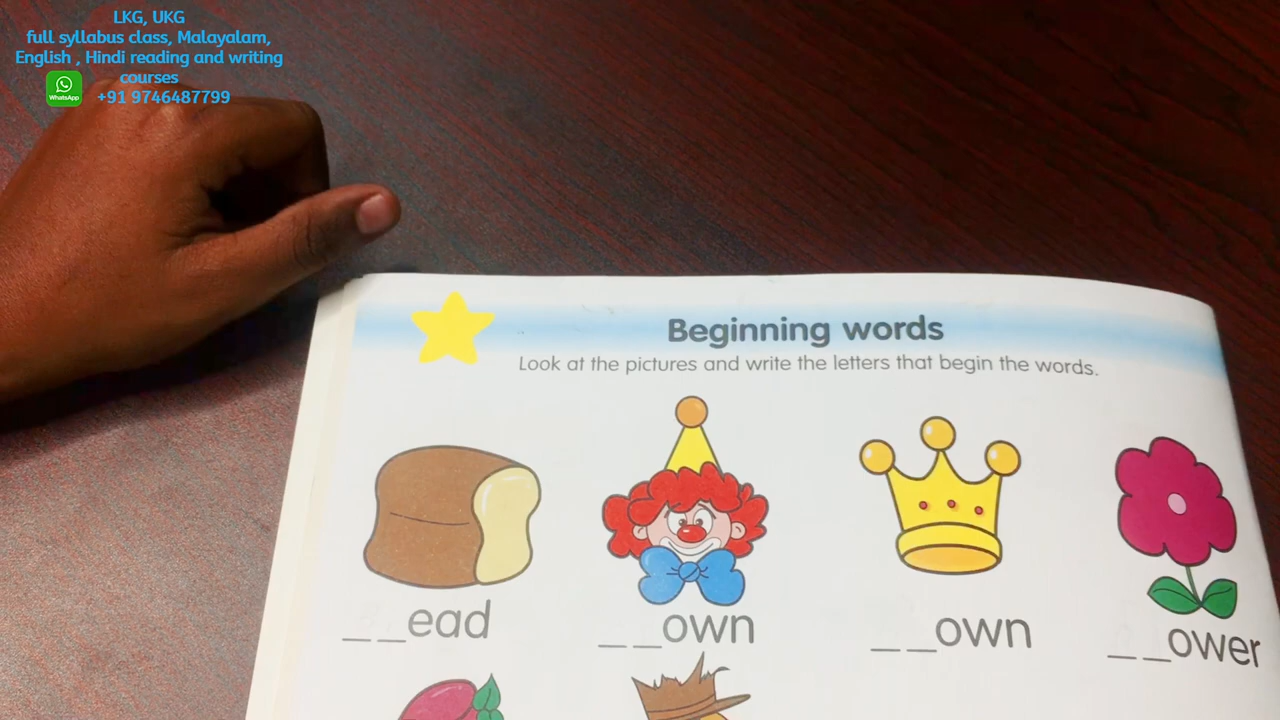 LKG, UKG
full syllabus class, Malayalam,
English , Hindi reading and writing
courses
WhatsApp
+91 9746487799
Beginning words
Look at the pictures and write the letters that begin the words.
__ead
__own
__own
__ower